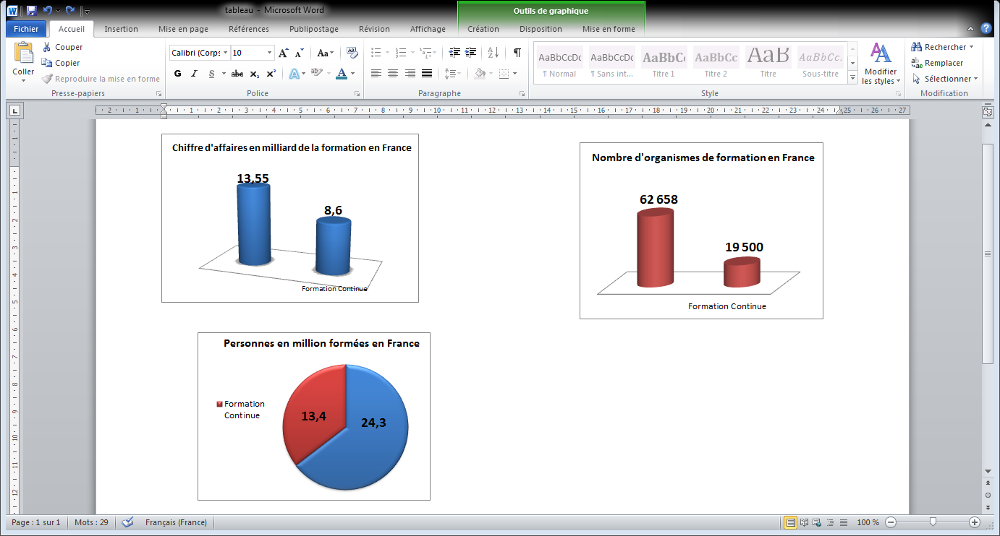 tableau - Microsoft Word
Outils de graphique
Fichier Accueil Insertion Mise en page Références Publipostage Révision Affichage Création Disposition Mise en forme
Coller
Couper
Copier
Reproduire la mise en forme
Presse-papiers
Calibri (Corps 10
G I S abc x₂ x²
Police
Paragraphe
AaBbCcDc AaBbCcDc AaBbCc AaBbCc AaB AaBbCc.
¶ Normal ¶ Sans int... Titre 1 Titre 2 Titre Sous-titre
Style
Modifier
les styles
Rechercher
Remplacer
Sélectionner
Modification
2 1 1 2 3 4 5 6 7 8 9 10 11 12 13 14 15 16 17 18 19 20 21 22 23 24 25 26 27
Chiffre d'affaires en milliard de la formation en France
13,55
8,6
Formation Continue
Nombre d'organismes de formation en France
62 658
19 500
Formation Continue
Personnes en million formées en France
Formation
Continue
13,4
24,3
Page : 1 sur 1 Mots : 29 Français (France) 100 %